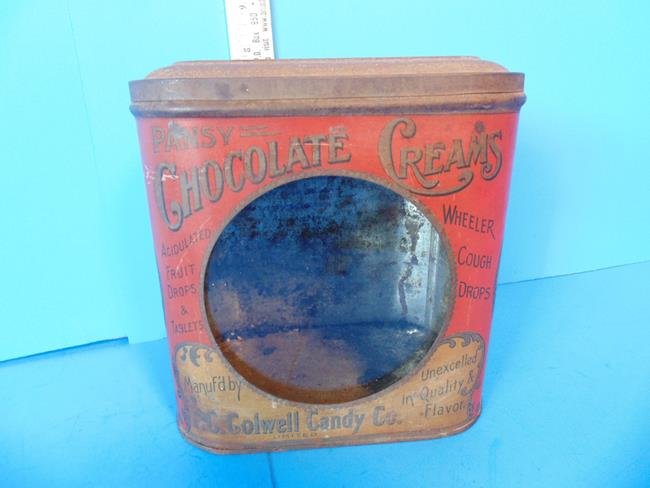 PANSY
CHOCOLATE CREAMS
ACIDULATED
FRUIT
DROPS
&
TABLETS
WHEELER
COUGH
DROPS
Manuf'd by
Unexcelled
in Quality &
Flavor
C. Colwell Candy Co.
LIMITED